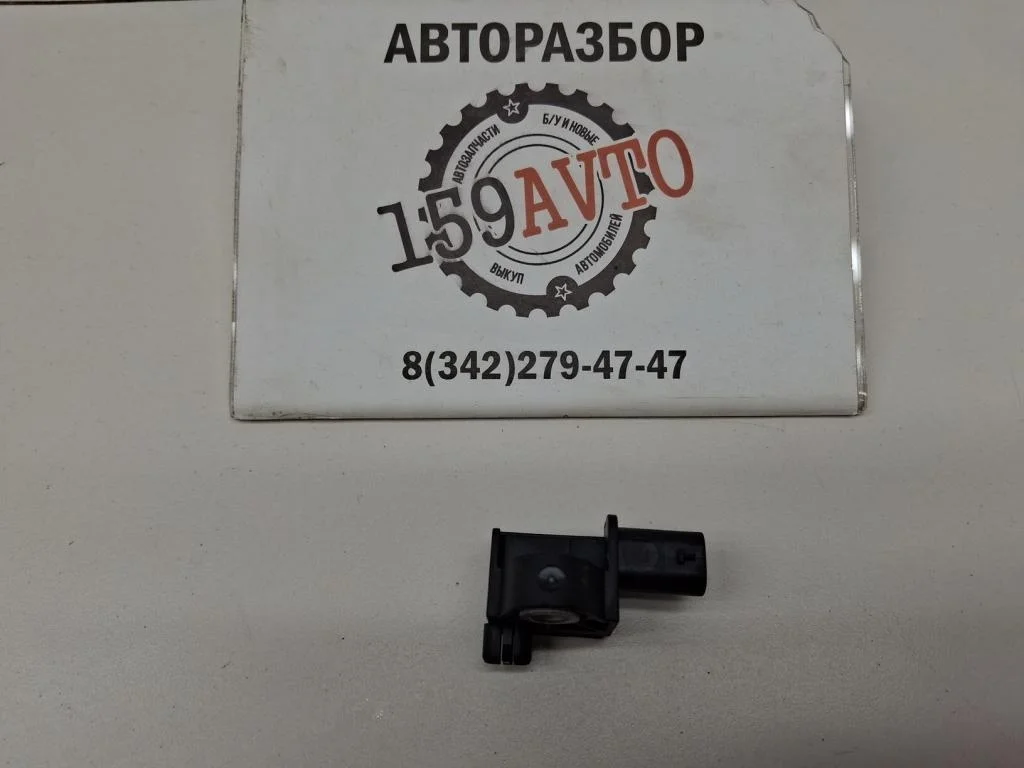 АВТОРАЗБОР
АВТОЗАПЧАСТИ
Б/У И НОВЫЕ
159AVTO
ВЫКУП
АВТОМОБИЛЕЙ
8(342)279-47-47